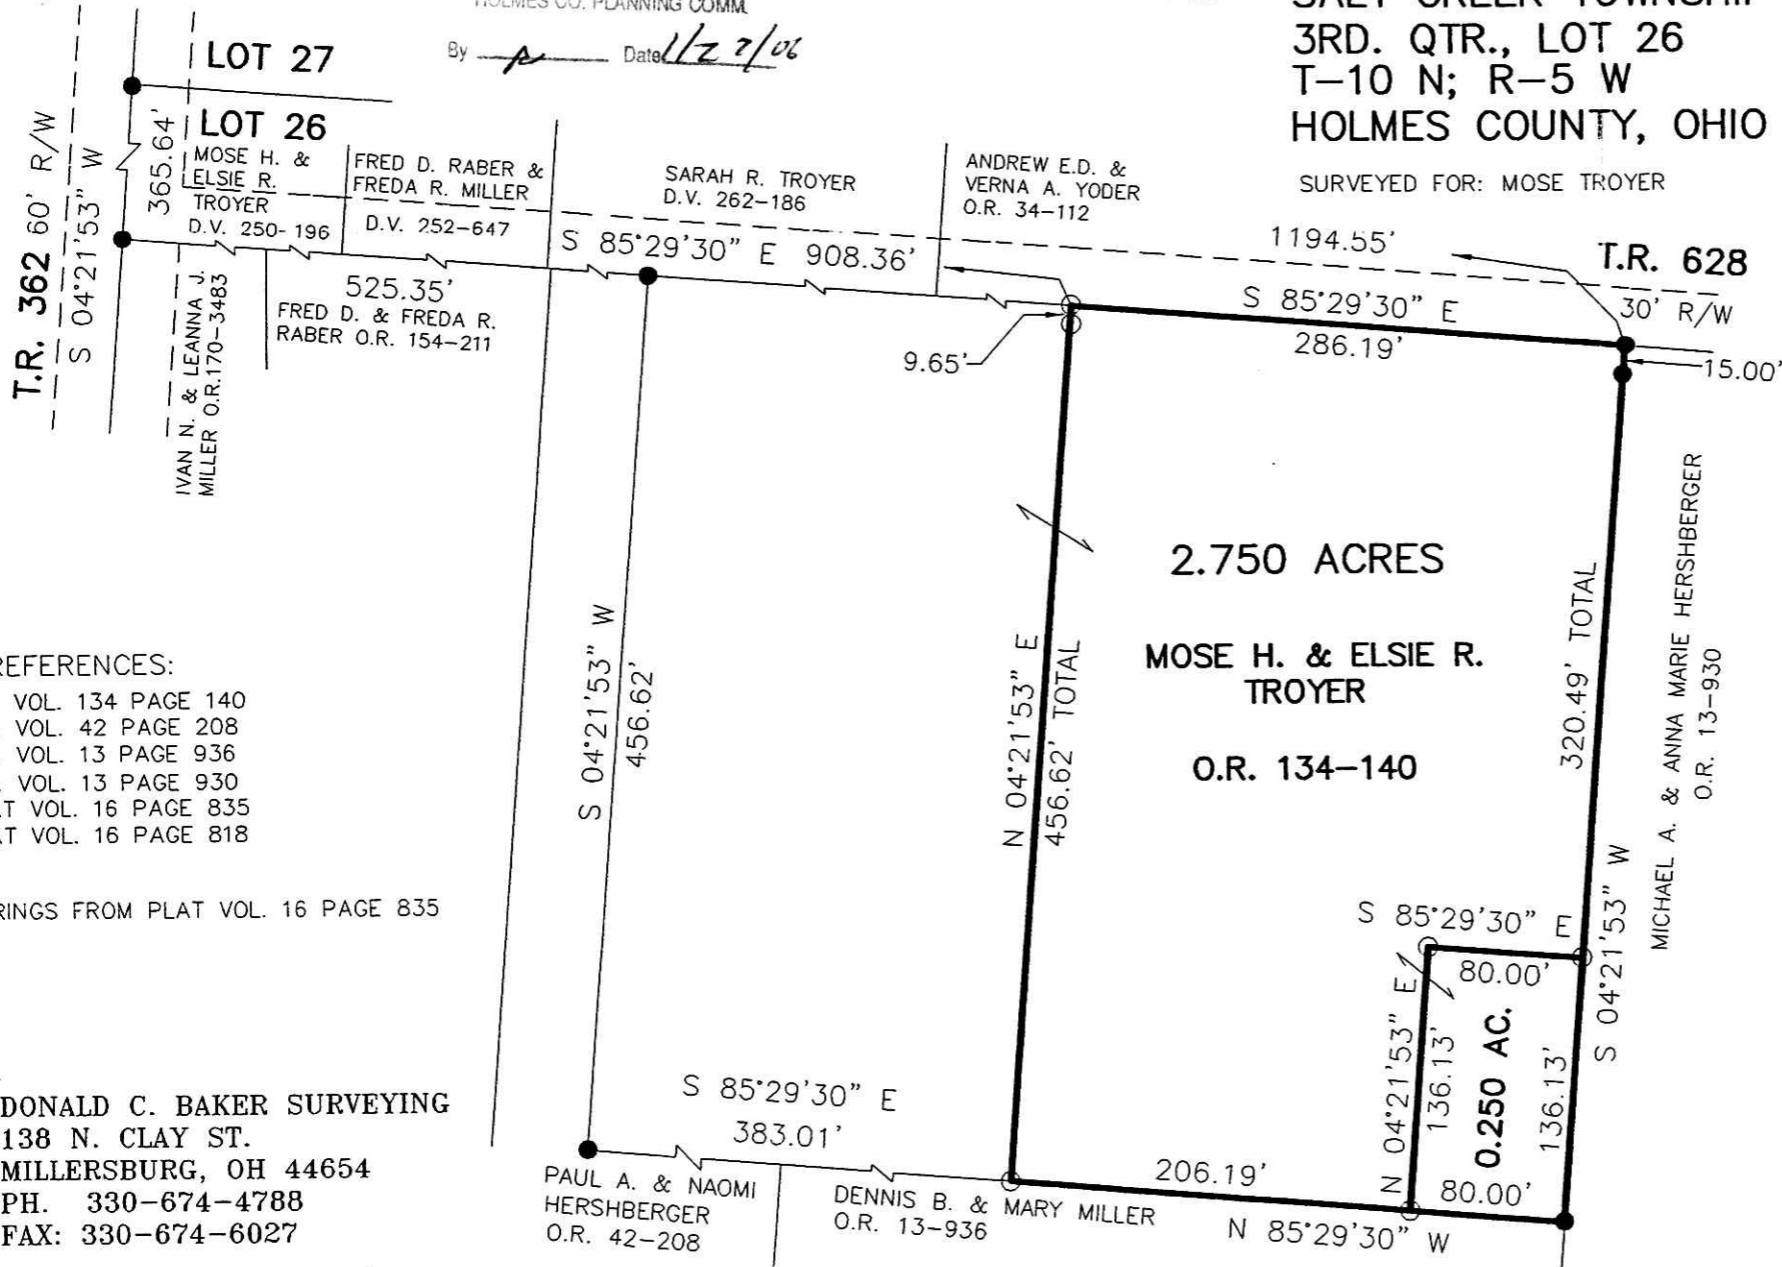 HOLMES CO. PLANNING COMM.
By Date 1/27/06
SALT CREEK TOWNSHIP
3RD. QTR., LOT 26
T-10 N; R-5 W
HOLMES COUNTY, OHIO
SURVEYED FOR: MOSE TROYER
LOT 27
LOT 26
T.R. 362 60' R/W
S 04°21'53" W
365.64'
MOSE H. &
ELSIE R.
TROYER
D.V. 250-196
FRED D. RABER &
FREDA R. MILLER
D.V. 252-647
SARAH R. TROYER
D.V. 262-186
ANDREW E.D. &
VERNA A. YODER
O.R. 34-112
S 85°29'30" E 908.36'
1194.55'
T.R. 628
30' R/W
S 85°29'30" E
286.19'
15.00'
9.65'
525.35'
FRED D. & FREDA R.
RABER O.R. 154-211
IVAN N. & LEANNA J.
MILLER O.R.170-3483
2.750 ACRES
MOSE H. & ELSIE R.
TROYER
O.R. 134-140
S 04°21'53" W
456.62'
N 04°21'53" E
456.62' TOTAL
320.49' TOTAL
MICHAEL A. & ANNA MARIE HERSHBERGER
O.R. 13-930
S 04°21'53" W
REFERENCES:
VOL. 134 PAGE 140
VOL. 42 PAGE 208
VOL. 13 PAGE 936
VOL. 13 PAGE 930
AT VOL. 16 PAGE 835
AT VOL. 16 PAGE 818
RINGS FROM PLAT VOL. 16 PAGE 835
S 85°29'30" E
80.00'
N 04°21'53" E
136.13'
0.250 AC.
136.13'
80.00'
S 85°29'30" E
383.01'
206.19'
N 85°29'30" W
PAUL A. & NAOMI
HERSHBERGER
O.R. 42-208
DENNIS B. & MARY MILLER
O.R. 13-936
DONALD C. BAKER SURVEYING
138 N. CLAY ST.
MILLERSBURG, OH 44654
PH. 330-674-4788
FAX: 330-674-6027